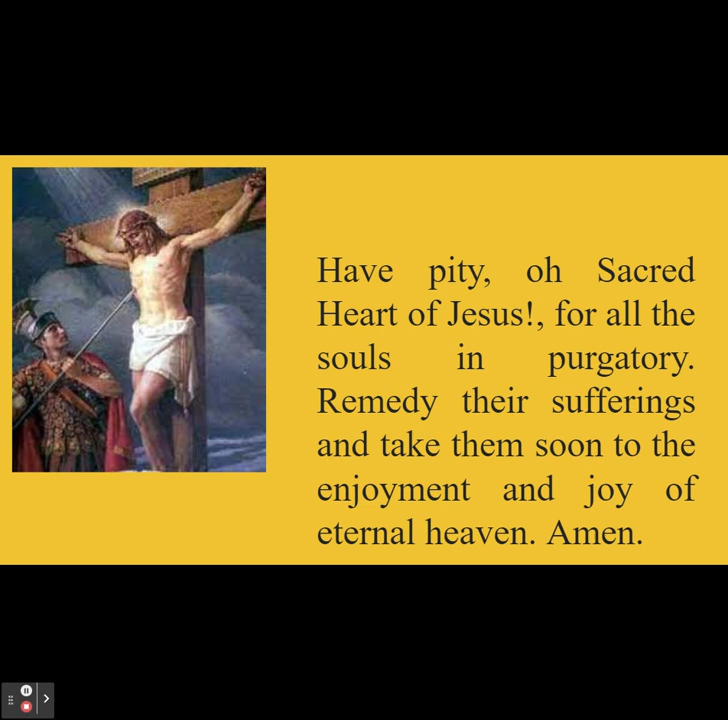 Have pity, oh Sacred
Heart of Jesus!, for all the
souls in purgatory.
Remedy their sufferings
and take them soon to the
enjoyment and joy of
eternal heaven. Amen.